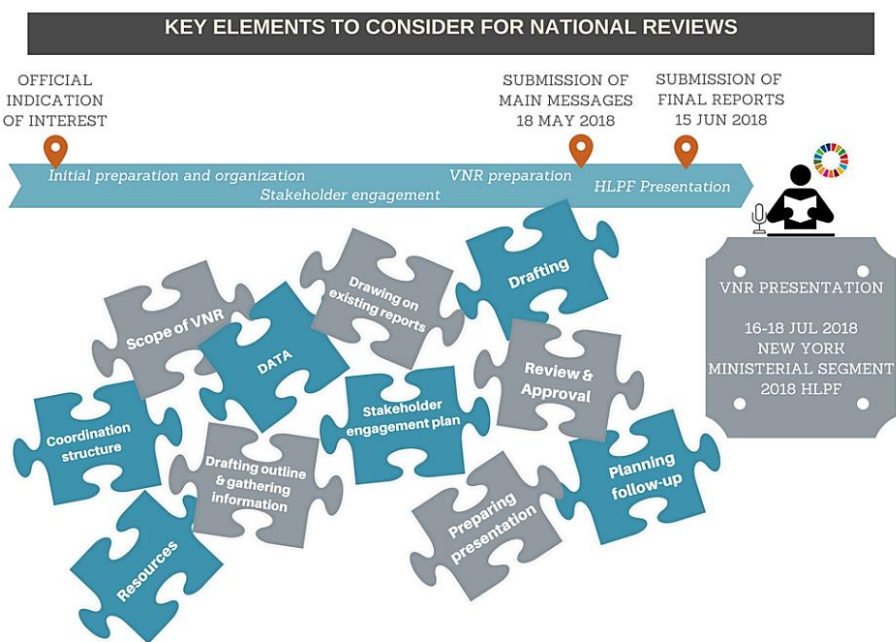 KEY ELEMENTS TO CONSIDER FOR NATIONAL REVIEWS
OFFICIAL
INDICATION
OF INTEREST
SUBMISSION OF
MAIN MESSAGES
18 MAY 2018
SUBMISSION OF
FINAL REPORTS
15 JUN 2018
Initial preparation and organization
Stakeholder engagement
VNR preparation
HLPF Presentation
VNR PRESENTATION
16-18 JUL 2018
NEW YORK
MINISTERIAL SEGMENT
2018 HLPF
Scope of VNR
DATA
Drawing on
existing reports
Drafting
Coordination
structure
Drafting outline
& gathering
information
Stakeholder
engagement plan
Review &
Approval
Resources
Preparing
presentation
Planning
follow-up